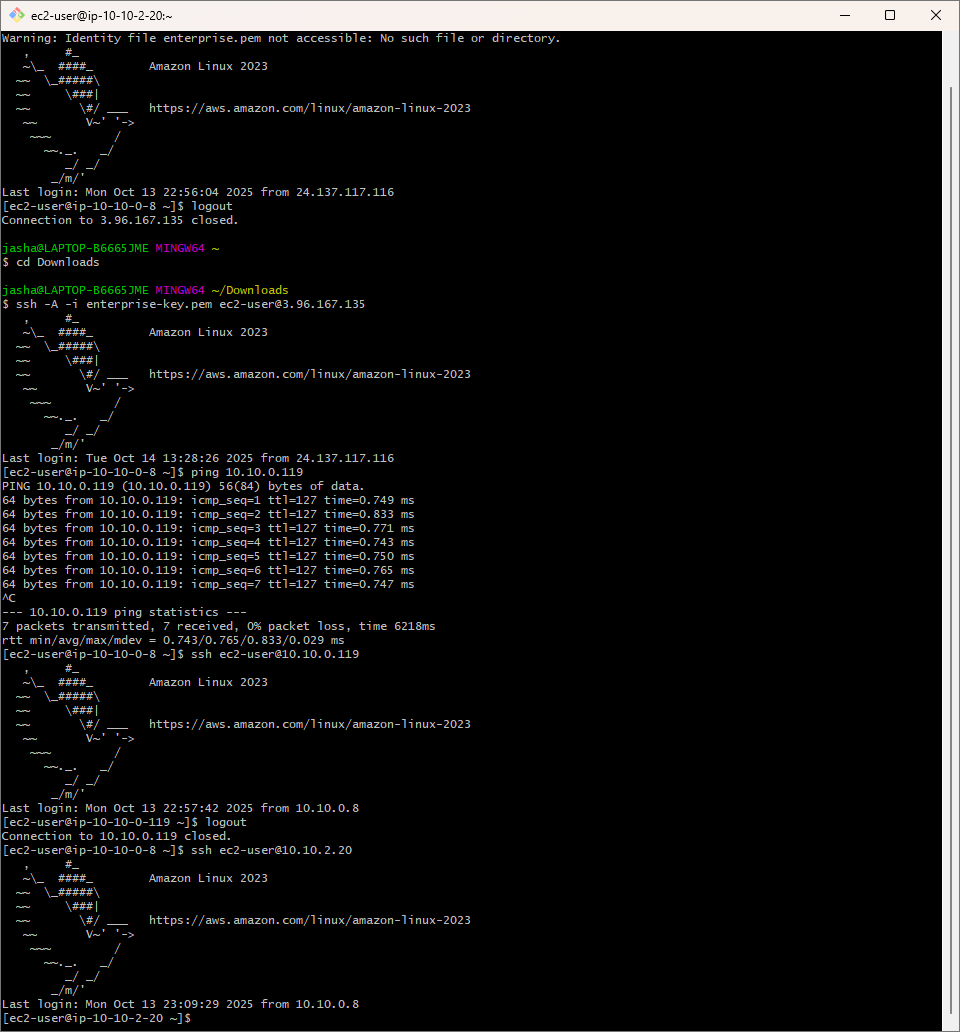 ec2-user@ip-10-10-2-20:~
Warning: Identity file enterprise.pem not accessible: No such file or directory.
   ,     #_
   ~\_  ####_        Amazon Linux 2023
  ~~  \_#####\
  ~~     \###|
  ~~       \#/ ___   https://aws.amazon.com/linux/amazon-linux-2023
   ~~       V~' '->
    ~~~         /
      ~~._.   _/
         _/ _/
       _/m/'
Last login: Mon Oct 13 22:56:04 2025 from 24.137.117.116
[ec2-user@ip-10-10-0-8 ~]$ logout
Connection to 3.96.167.135 closed.
jasha@LAPTOP-B6665JME MINGW64 ~
$ cd Downloads
jasha@LAPTOP-B6665JME MINGW64 ~/Downloads
$ ssh -A -i enterprise-key.pem ec2-user@3.96.167.135
   ,     #_
   ~\_  ####_        Amazon Linux 2023
  ~~  \_#####\
  ~~     \###|
  ~~       \#/ ___   https://aws.amazon.com/linux/amazon-linux-2023
   ~~       V~' '->
    ~~~         /
      ~~._.   _/
         _/ _/
       _/m/'
Last login: Tue Oct 14 13:28:26 2025 from 24.137.117.116
[ec2-user@ip-10-10-0-8 ~]$ ping 10.10.0.119
PING 10.10.0.119 (10.10.0.119) 56(84) bytes of data.
64 bytes from 10.10.0.119: icmp_seq=1 ttl=127 time=0.749 ms
64 bytes from 10.10.0.119: icmp_seq=2 ttl=127 time=0.833 ms
64 bytes from 10.10.0.119: icmp_seq=3 ttl=127 time=0.771 ms
64 bytes from 10.10.0.119: icmp_seq=4 ttl=127 time=0.743 ms
64 bytes from 10.10.0.119: icmp_seq=5 ttl=127 time=0.750 ms
64 bytes from 10.10.0.119: icmp_seq=6 ttl=127 time=0.765 ms
64 bytes from 10.10.0.119: icmp_seq=7 ttl=127 time=0.747 ms
^C
--- 10.10.0.119 ping statistics ---
7 packets transmitted, 7 received, 0% packet loss, time 6218ms
rtt min/avg/max/mdev = 0.743/0.765/0.833/0.029 ms
[ec2-user@ip-10-10-0-8 ~]$ ssh ec2-user@10.10.0.119
   ,     #_
   ~\_  ####_        Amazon Linux 2023
  ~~  \_#####\
  ~~     \###|
  ~~       \#/ ___   https://aws.amazon.com/linux/amazon-linux-2023
   ~~       V~' '->
    ~~~         /
      ~~._.   _/
         _/ _/
       _/m/'
Last login: Mon Oct 13 22:57:42 2025 from 10.10.0.8
[ec2-user@ip-10-10-0-119 ~]$ logout
Connection to 10.10.0.119 closed.
[ec2-user@ip-10-10-0-8 ~]$ ssh ec2-user@10.10.2.20
   ,     #_
   ~\_  ####_        Amazon Linux 2023
  ~~  \_#####\
  ~~     \###|
  ~~       \#/ ___   https://aws.amazon.com/linux/amazon-linux-2023
   ~~       V~' '->
    ~~~         /
      ~~._.   _/
         _/ _/
       _/m/'
Last login: Mon Oct 13 23:09:29 2025 from 10.10.0.8
[ec2-user@ip-10-10-2-20 ~]$